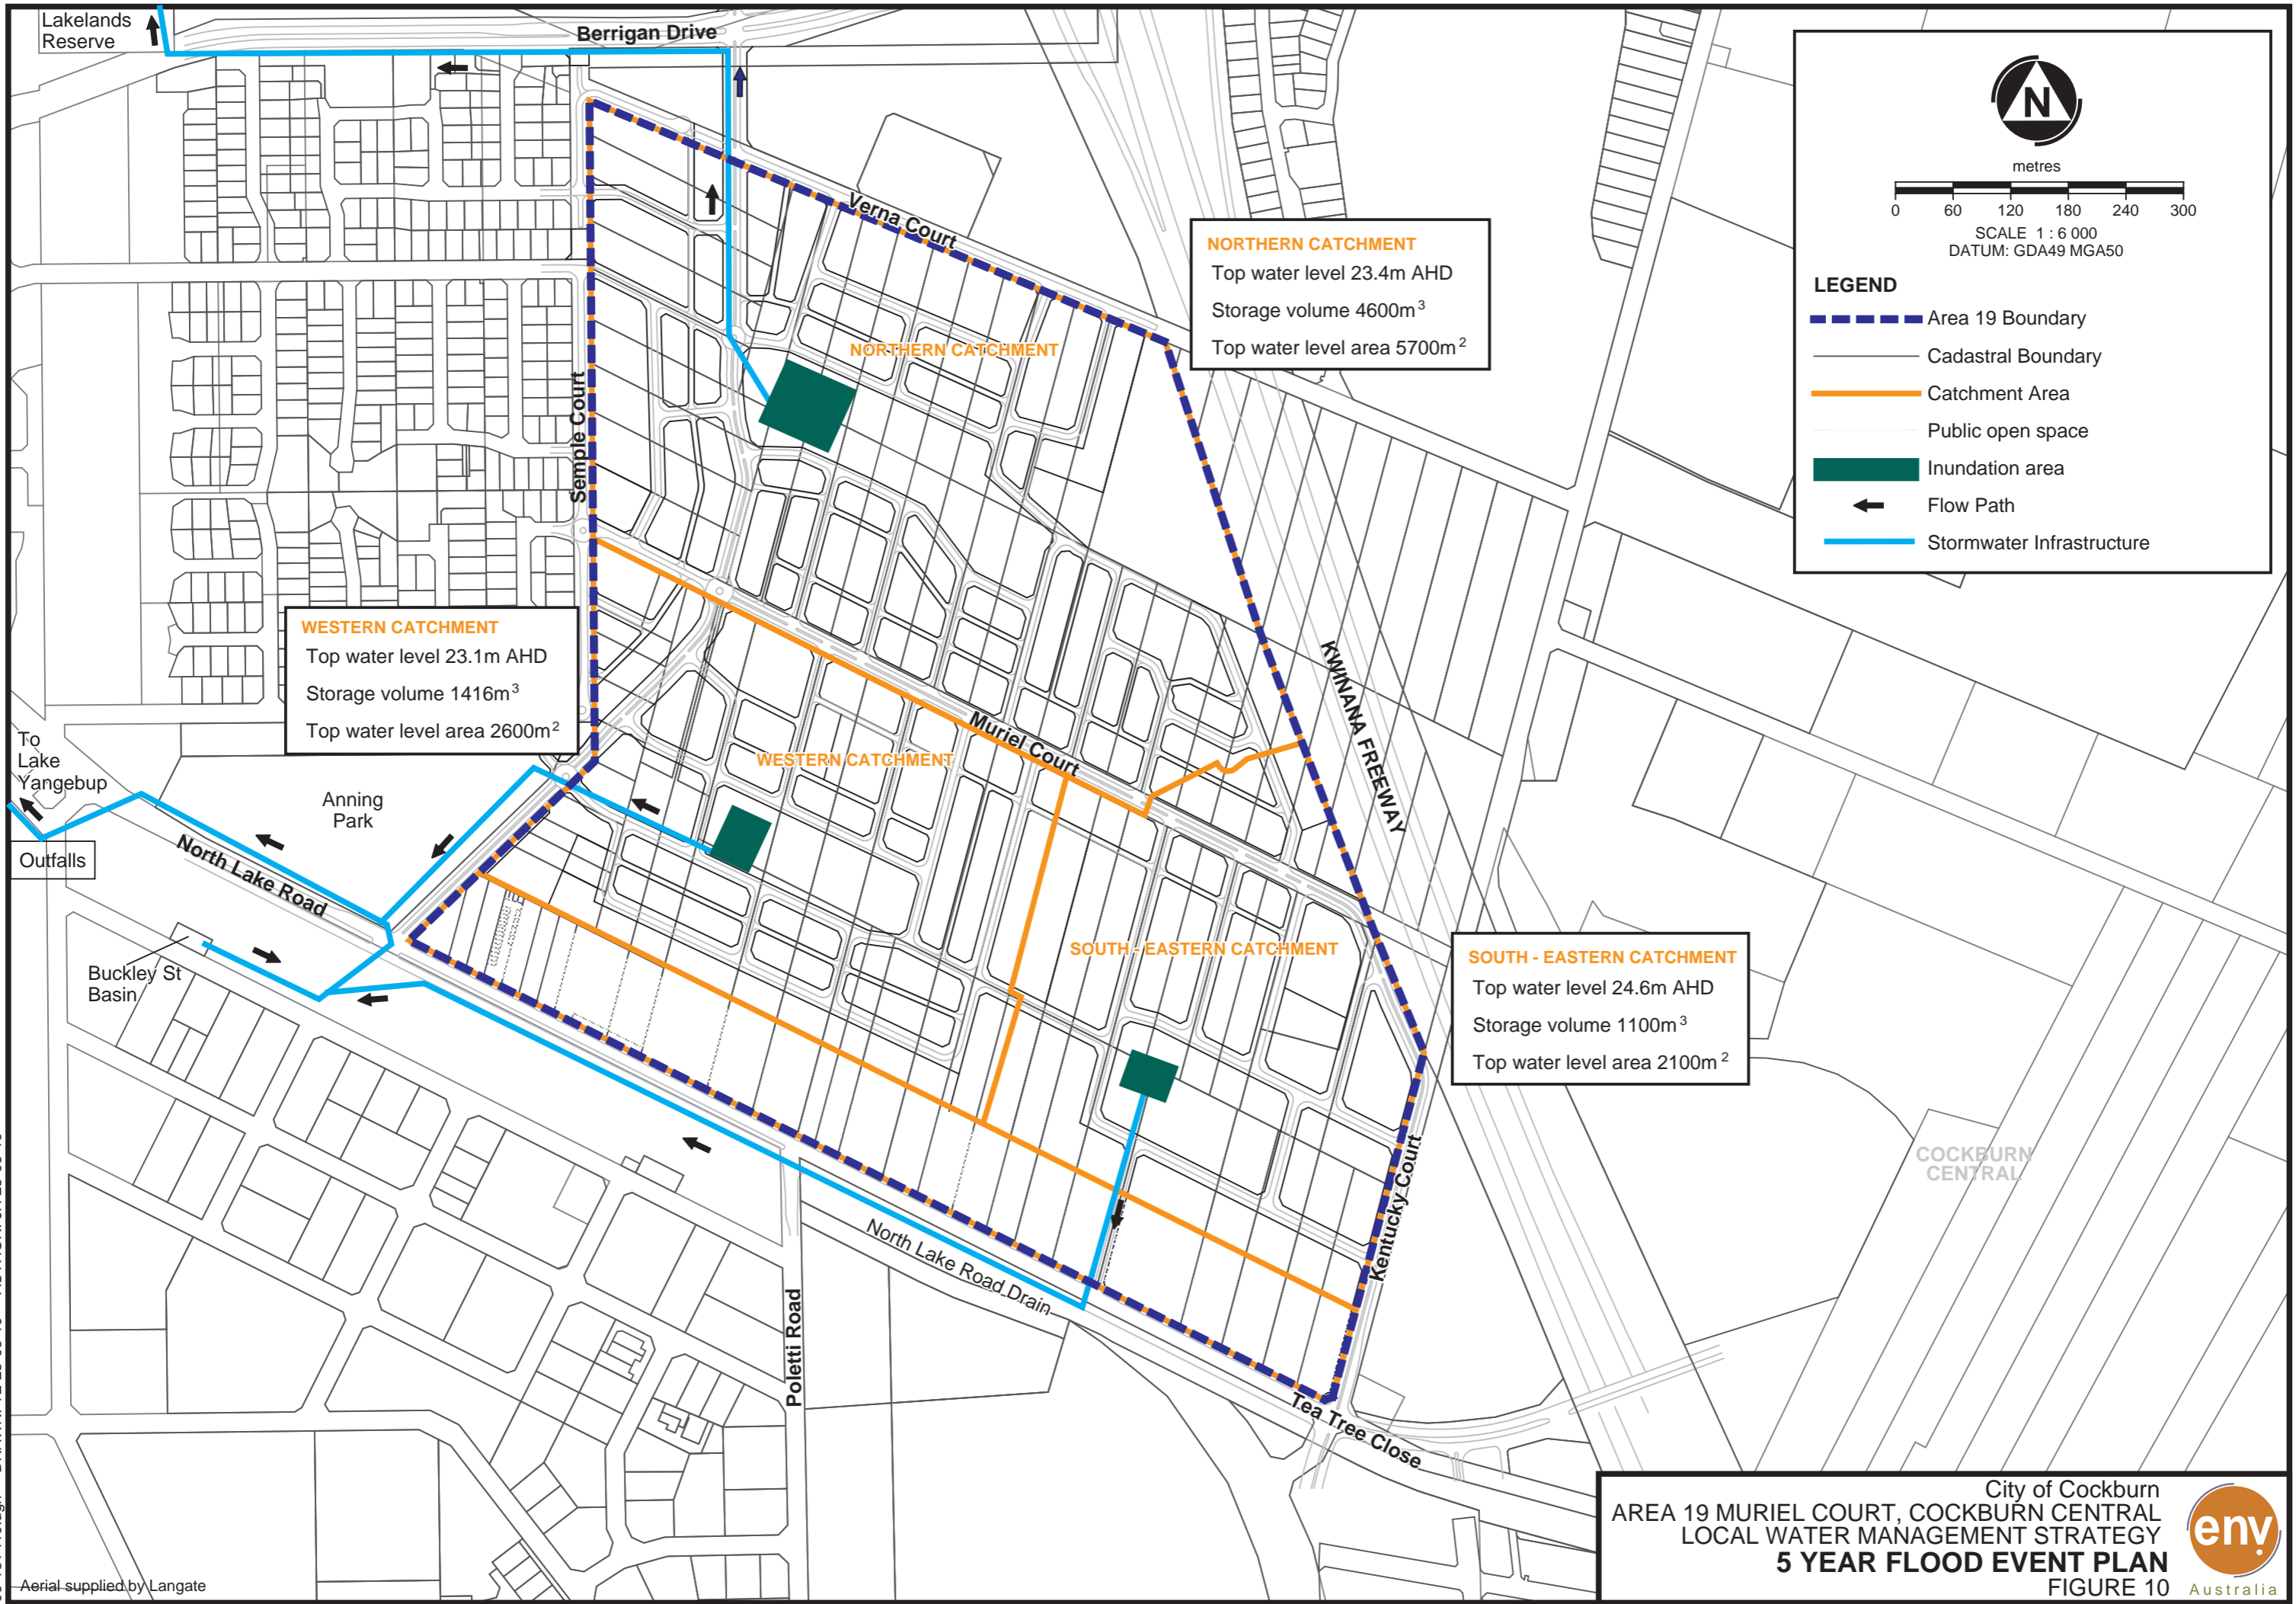 Lakelands
Reserve
Berrigan Drive
Verna Court
Semple Court
NORTHERN CATCHMENT
NORTHERN CATCHMENT
Top water level 23.4m AHD
Storage volume 4600m³
Top water level area 5700m²
N
metres
0 60 120 180 240 300
SCALE 1 : 6 000
DATUM: GDA49 MGA50
LEGEND
Area 19 Boundary
Cadastral Boundary
Catchment Area
Public open space
Inundation area
Flow Path
Stormwater Infrastructure
WESTERN CATCHMENT
Top water level 23.1m AHD
Storage volume 1416m³
Top water level area 2600m²
KWINANA FREEWAY
Muriel Court
WESTERN CATCHMENT
To
Lake
Yangebup
Anning
Park
Outfalls
North Lake Road
Buckley St
Basin
SOUTH - EASTERN CATCHMENT
SOUTH - EASTERN CATCHMENT
Top water level 24.6m AHD
Storage volume 1100m³
Top water level area 2100m²
Kentucky Court
COCKBURN
CENTRAL
North Lake Road Drain
Poletti Road
Tea Tree Close
Aerial supplied by Langate
City of Cockburn
AREA 19 MURIEL COURT, COCKBURN CENTRAL
LOCAL WATER MANAGEMENT STRATEGY
5 YEAR FLOOD EVENT PLAN
FIGURE 10
env
Australia